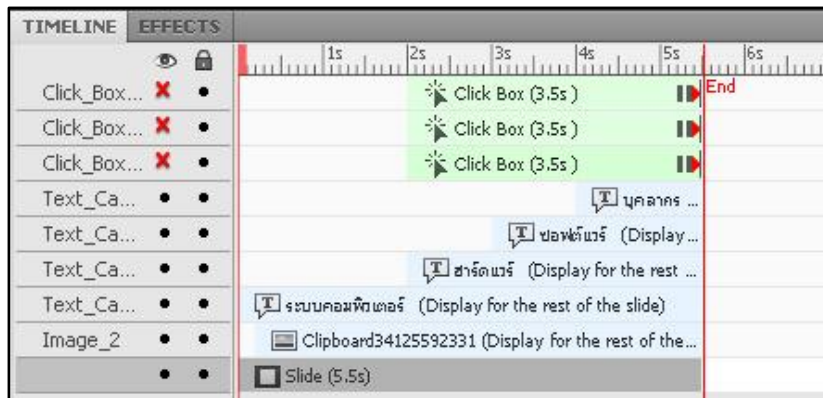 TIMELINE EFFECTS
1s 2s 3s 4s 5s 6s
Click_Box... Click Box (3.5s) End
Click_Box... Click Box (3.5s)
Click_Box... Click Box (3.5s)
Text_Ca... บุคลากร ...
Text_Ca... ซอฟต์แวร์ (Display...
Text_Ca... ฮาร์ดแวร์ (Display for the rest ...
Text_Ca... ระบบคอมพิวเตอร์ (Display for the rest of the slide)
Image_2 Clipboard34125592331 (Display for the rest of the...
Slide (5.5s)